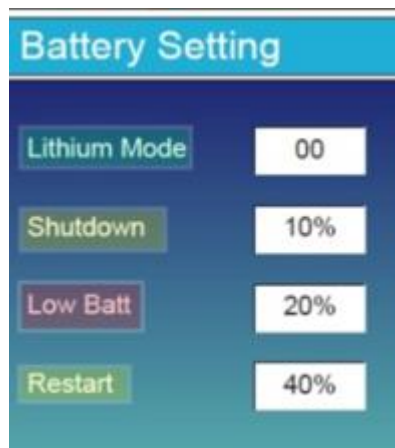 Battery Setting
Lithium Mode 00
Shutdown 10%
Low Batt 20%
Restart 40%